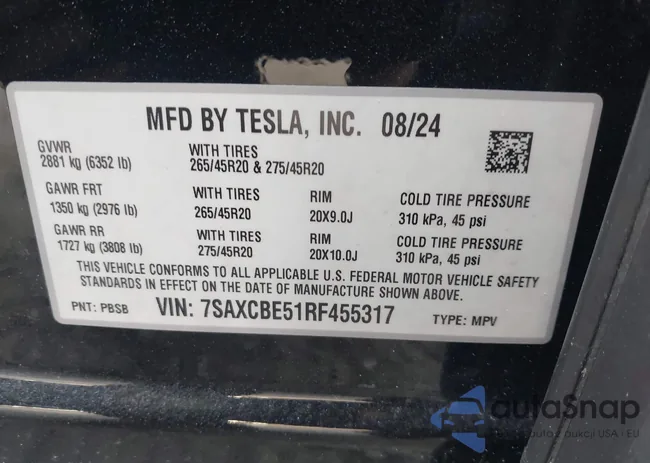 MFD BY TESLA, INC. 08/24
GVWR
2881 kg (6352 lb)
WITH TIRES
265/45R20 & 275/45R20
GAWR FRT
1350 kg (2976 lb)
WITH TIRES
265/45R20
RIM
20X9.0J
COLD TIRE PRESSURE
310 kPa, 45 psi
GAWR RR
1727 kg (3808 lb)
WITH TIRES
275/45R20
RIM
20X10.0J
COLD TIRE PRESSURE
310 kPa, 45 psi
THIS VEHICLE CONFORMS TO ALL APPLICABLE U.S. FEDERAL MOTOR VEHICLE SAFETY
STANDARDS IN EFFECT ON THE DATE OF MANUFACTURE SHOWN ABOVE.
PNT: PBSB VIN: 7SAXCBE51RF455317 TYPE: MPV
autoSnap
auta z aukcji USA i EU